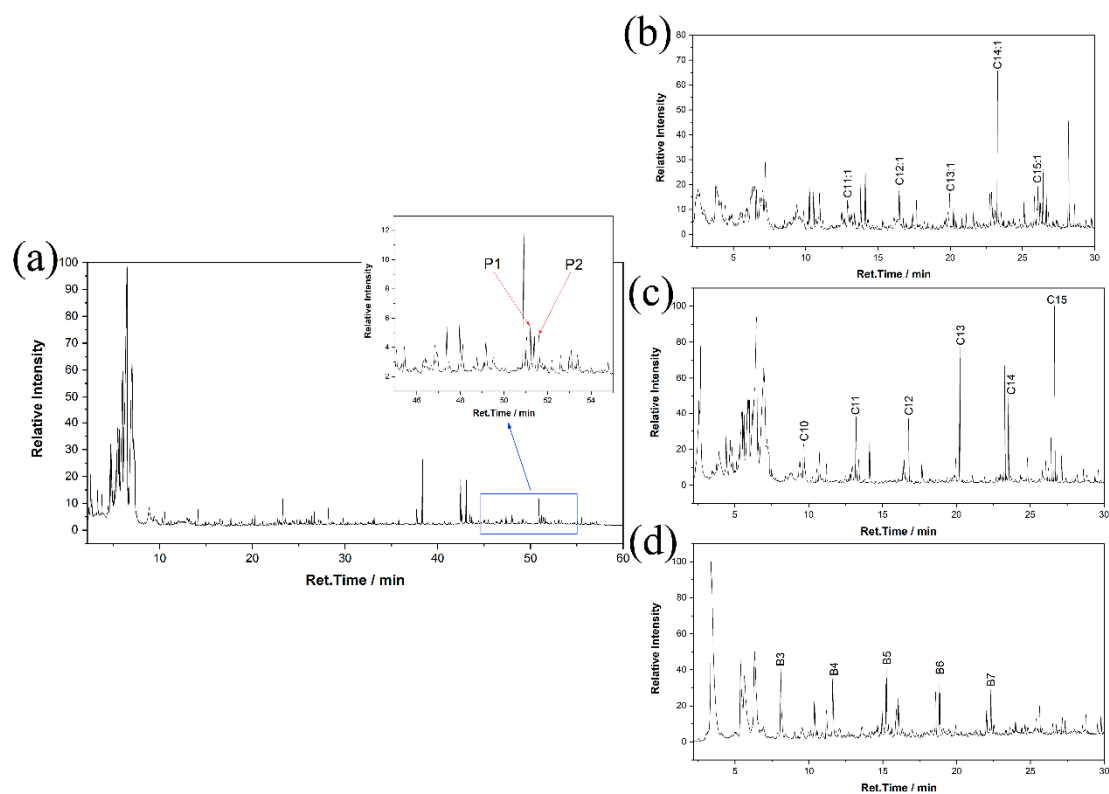 (a)
Relative Intensity
100
90
80
70
60
50
40
30
20
10
0
10 20 30 40 50 60
Ret.Time / min
Relative Intensity
12
10
8
6
4
2
P1 P2
46 48 50 52 54
Ret.Time / min
(b)
Relative Intensity
80
70
60
50
40
30
20
10
0
C11:1 C12:1 C13:1 C14:1 C15:1
5 10 15 20 25 30
Ret.Time / min
(c)
Relative Intensity
100
80
60
40
20
0
C10 C11 C12 C13 C14 C15
5 10 15 20 25 30
Ret.Time / min
(d)
Relative Intensity
100
80
60
40
20
0
B3 B4 B5 B6 B7
5 10 15 20 25 30
Ret.Time / min